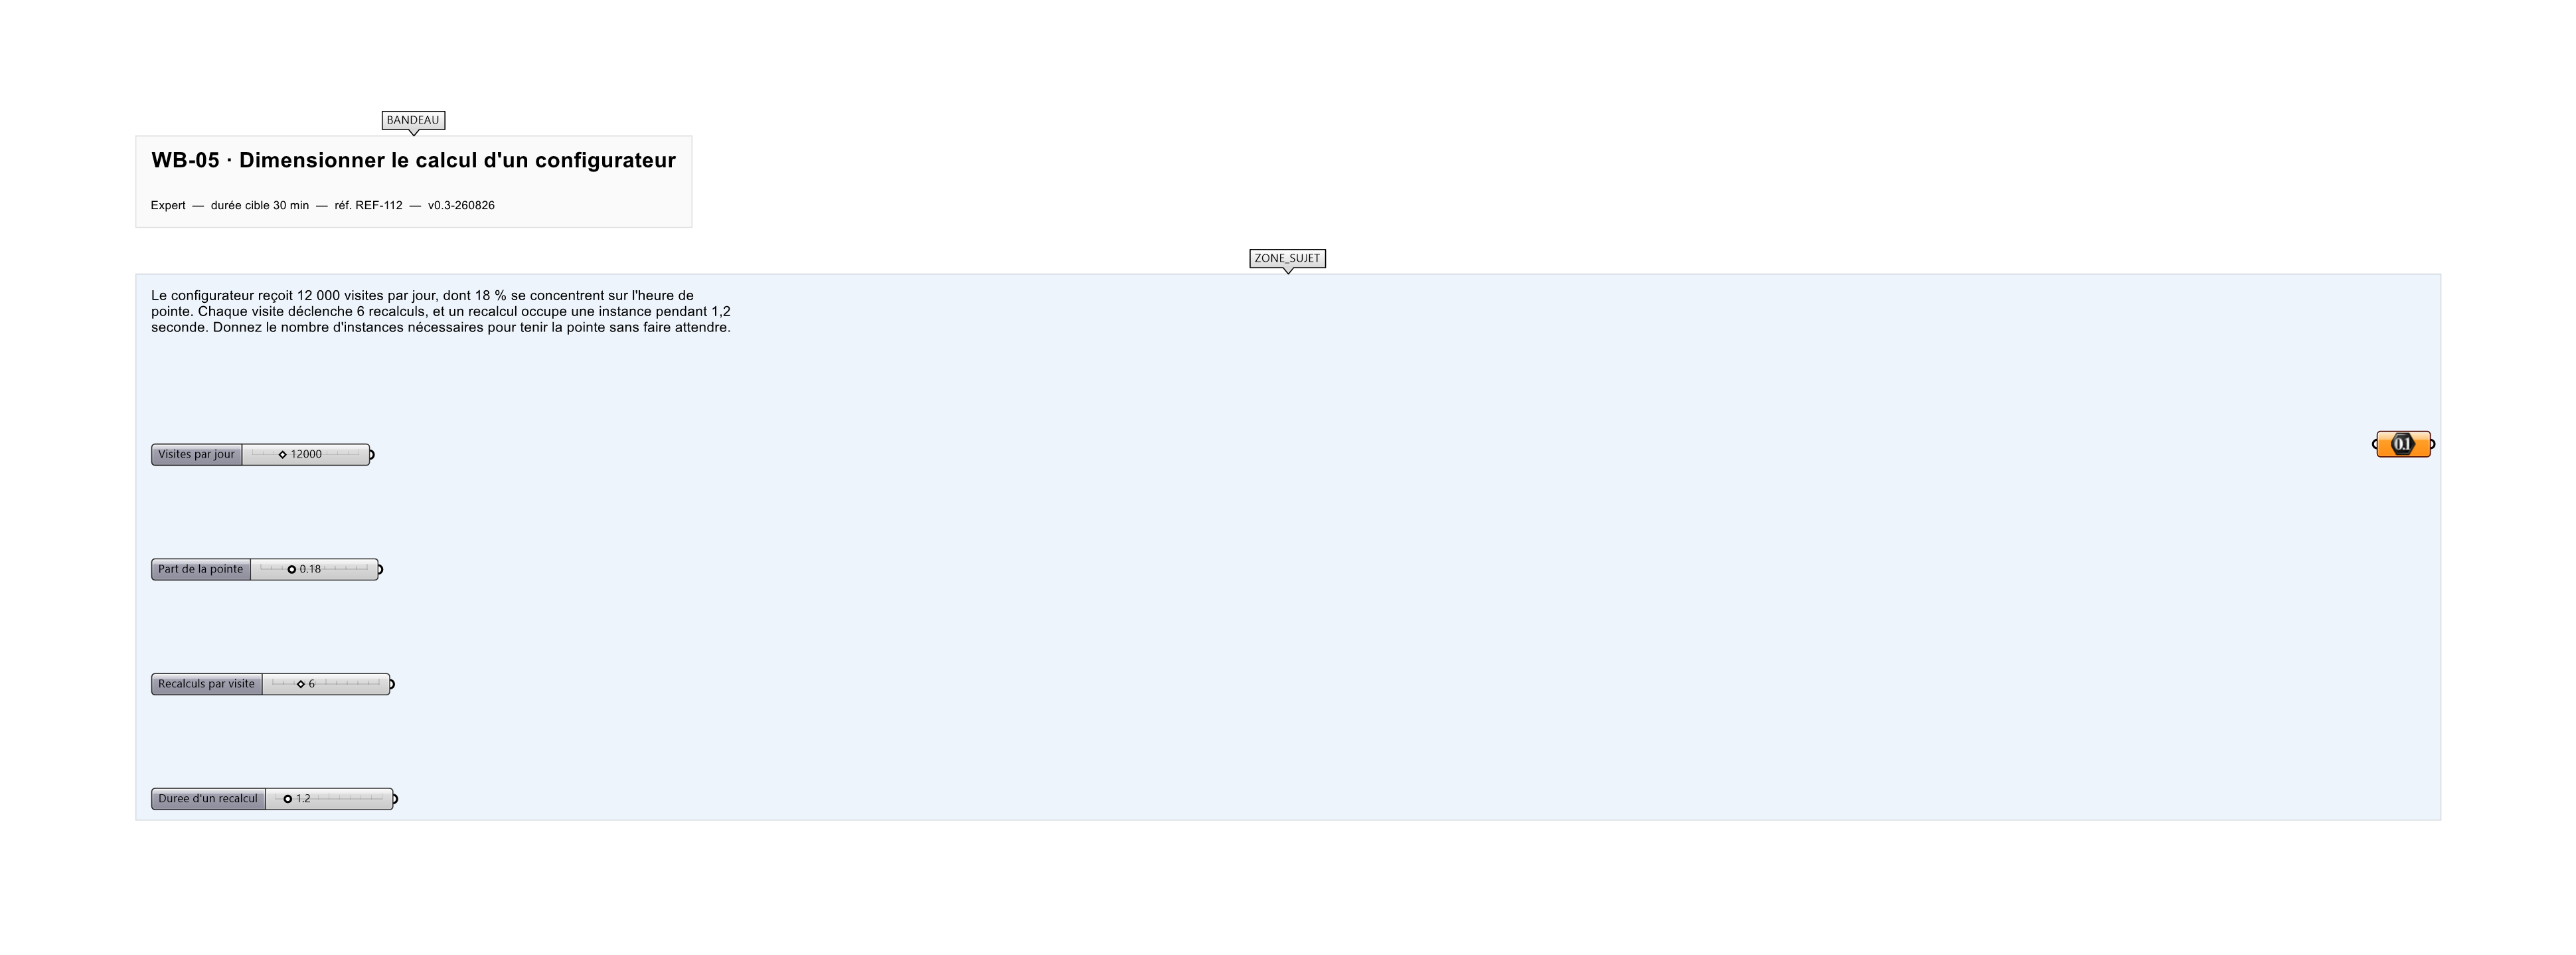 BANDEAU
WB-05 · Dimensionner le calcul d'un configurateur
Expert — durée cible 30 min — réf. REF-112 — v0.3-260826
ZONE_SUJET
Le configurateur reçoit 12 000 visites par jour, dont 18 % se concentrent sur l'heure de
pointe. Chaque visite déclenche 6 recalculs, et un recalcul occupe une instance pendant 1,2
seconde. Donnez le nombre d'instances nécessaires pour tenir la pointe sans faire attendre.
Visites par jour 12000
0.1
Part de la pointe 0.18
Recalculs par visite 6
Duree d'un recalcul 1.2